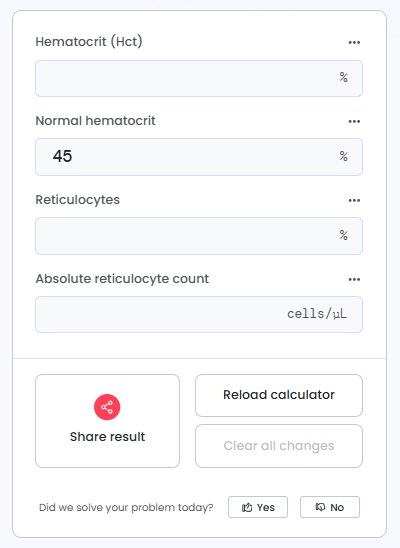 Hematocrit (Hct)
%
Normal hematocrit
45 %
Reticulocytes
%
Absolute reticulocyte count
cells/μL
Share result
Reload calculator
Clear all changes
Did we solve your problem today? Yes No